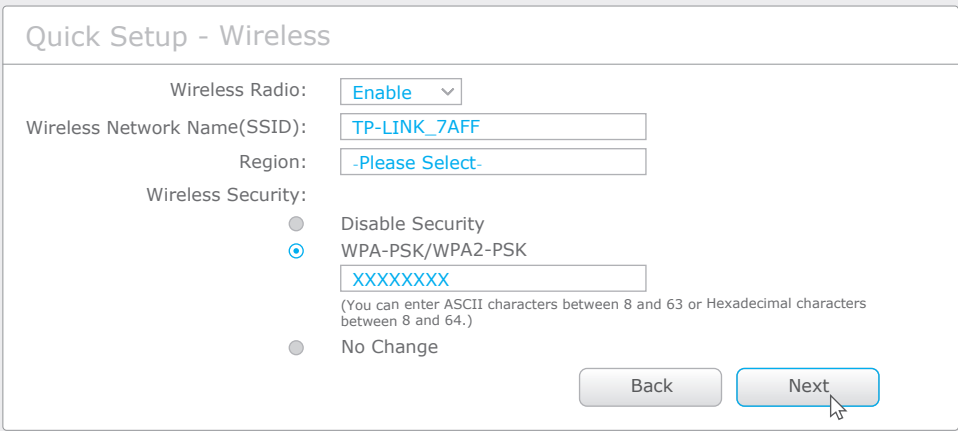 Quick Setup - Wireless
Wireless Radio: Enable
Wireless Network Name(SSID): TP-LINK_7AFF
Region: -Please Select-
Wireless Security:
Disable Security
WPA-PSK/WPA2-PSK
XXXXXXXX
(You can enter ASCII characters between 8 and 63 or Hexadecimal characters
between 8 and 64.)
No Change
Back Next